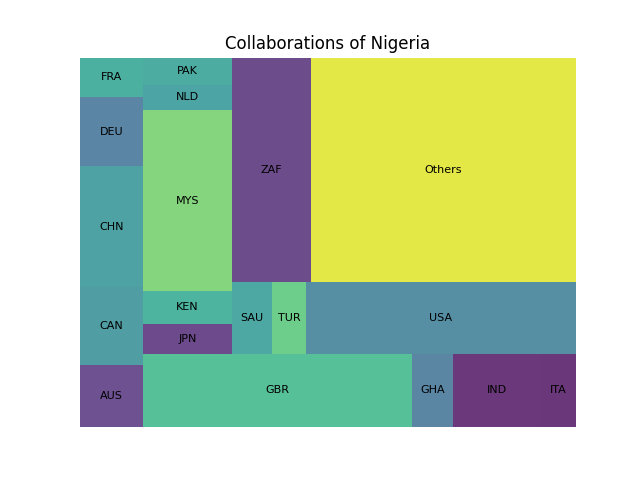 Collaborations of Nigeria
FRA
PAK
NLD
DEU
ZAF
Others
MYS
CHN
KEN
SAU
TUR
USA
CAN
JPN
GBR
GHA
IND
ITA
AUS